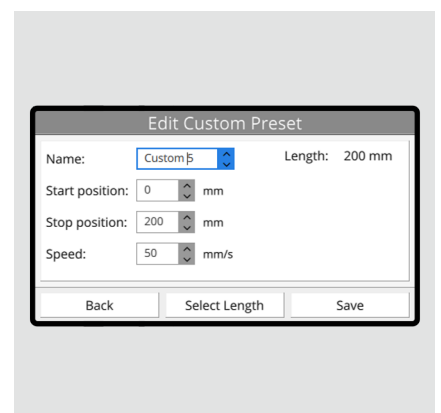 Edit Custom Preset
Name: Custom 5 Length: 200 mm
Start position: 0 mm
Stop position: 200 mm
Speed: 50 mm/s
Back Select Length Save